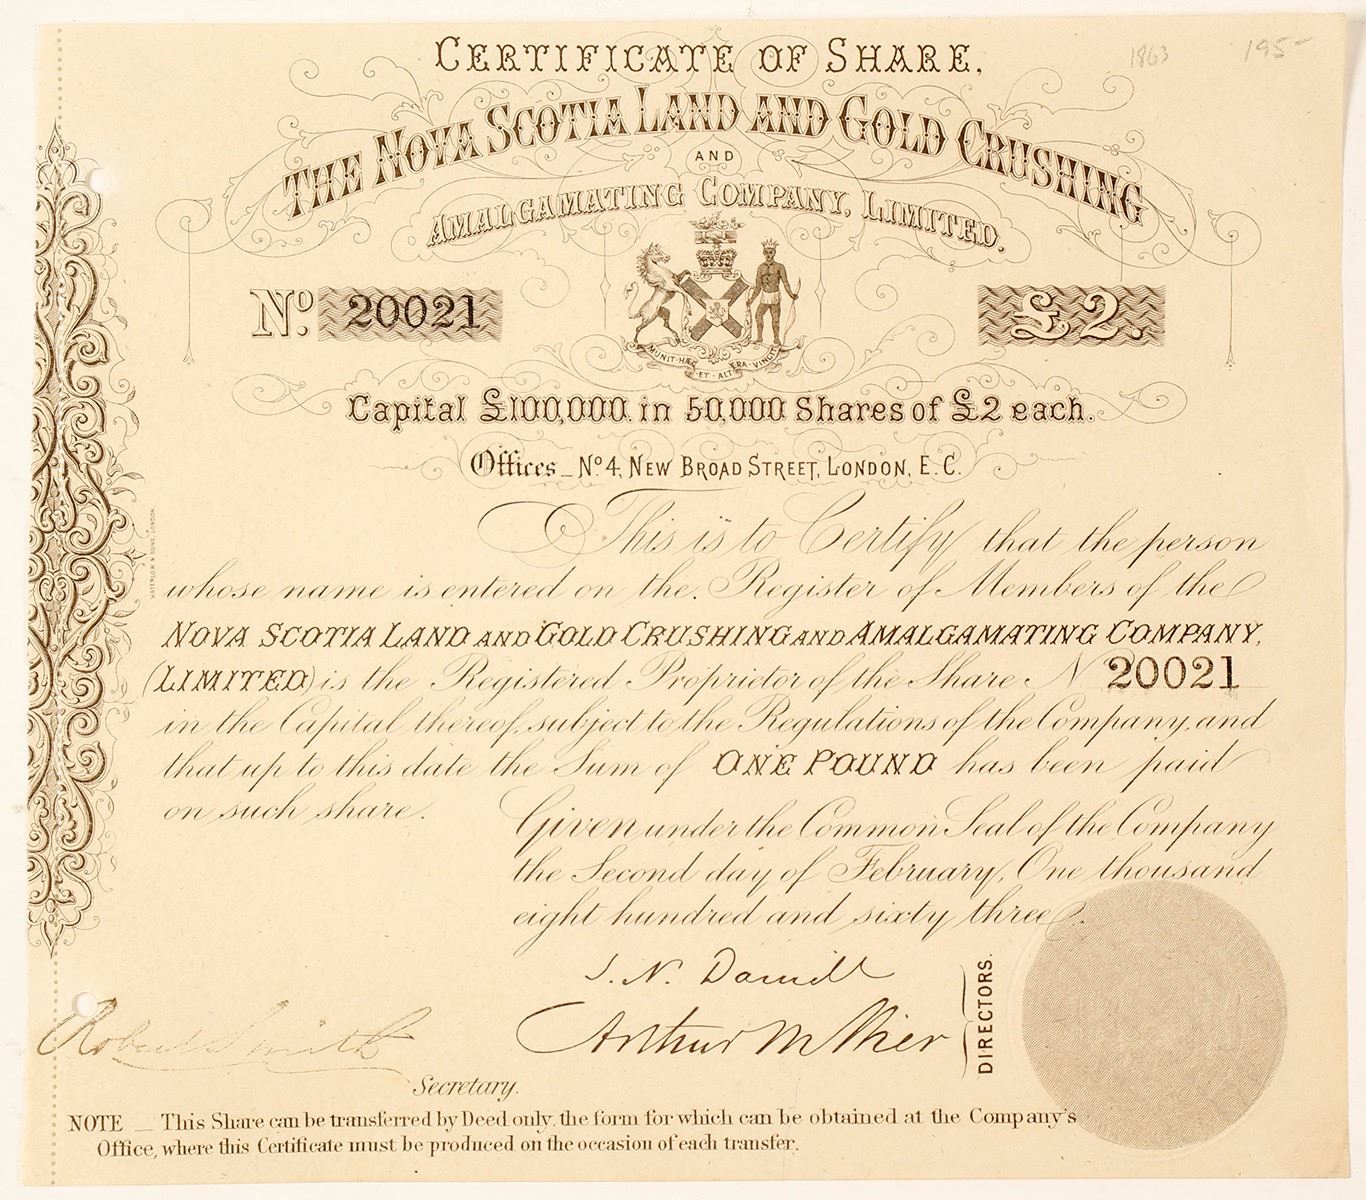 1863
195-
CERTIFICATE OF SHARE,
THE NOVA SCOTIA LAND AND GOLD CRUSHING
AND
AMALGAMATING COMPANY, LIMITED.
No. 20021
£2.
MUNIT HÆC ET ALTERA VINCIT
Capital £100,000 in 50,000 Shares of £2 each.
Offices _ No 4, NEW BROAD STREET, LONDON, E.C.
WATERLOW & SONS, LONDON.
This is to Certify that the person
whose name is entered on the Register of Members of the
NOVA SCOTIA LAND AND GOLD CRUSHING AND AMALGAMATING COMPANY,
(LIMITED) is the Registered Proprietor of the Share No 20021
in the Capital thereof, subject to the Regulations of the Company, and
that up to this date the Sum of ONE POUND has been paid
on such share.
Given under the Common Seal of the Company
the Second day of February, One thousand
eight hundred and sixty three.
J. N.
Arthur
DIRECTORS.
Robert Smith
Secretary.
NOTE _ This Share can be transferred by Deed only, the form for which can be obtained at the Company's
Office, where this Certificate must be produced on the occasion of each transfer.